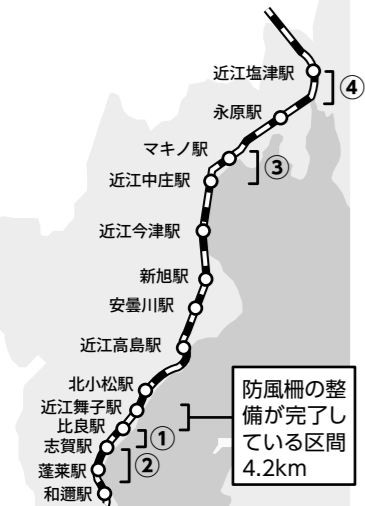 近江塩津駅
④
永原駅
マキノ駅
③
近江中庄駅
近江今津駅
新旭駅
安曇川駅
近江高島駅
北小松駅
近江舞子駅
比良駅
①
志賀駅
②
蓬莱駅
和邇駅
防風柵の整
備が完了し
ている区間
4.2km